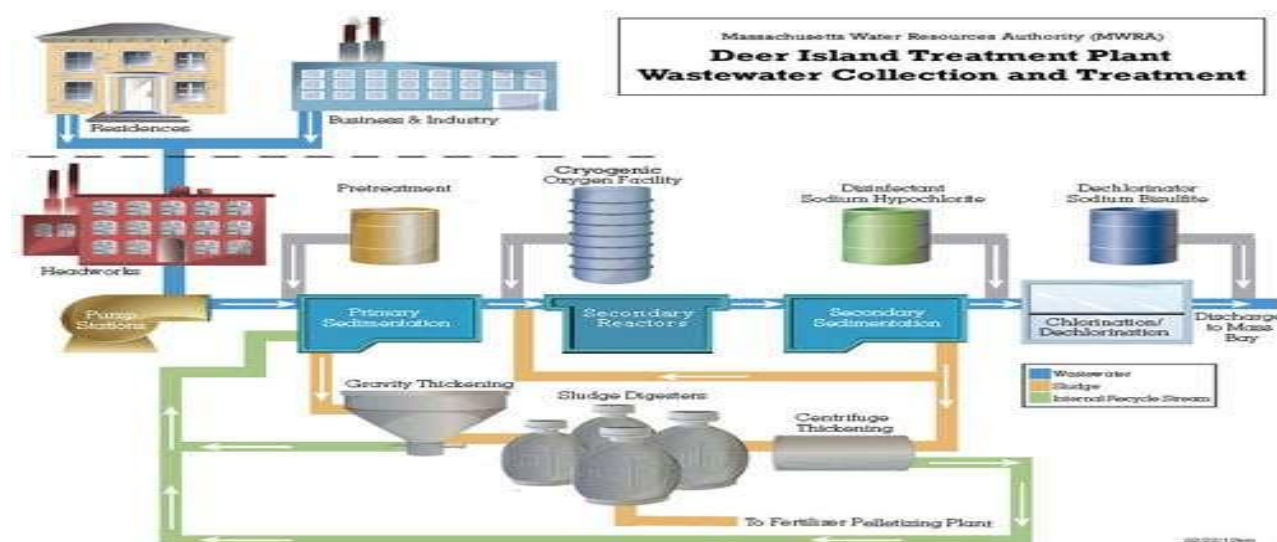 Massachusetts Water Resources Authority (MWRA)
Deer Island Treatment Plant
Wastewater Collection and Treatment
Residences
Business & Industry
Headworks
Pretreatment
Cryogenic
Oxygen Facility
Disinfectant
Sodium Hypochlorite
Dechlorinator
Sodium Bisulfite
Pump
Stations
Primary
Sedimentation
Secondary
Reactors
Secondary
Sedimentation
Chlorination/
Dechlorination
Discharge
to Mass
Bay
Wastewater
Sludge
Internal Recycle Stream
Gravity Thickening
Sludge Digesters
Centrifuge
Thickening
To Fertilizer Pelletizing Plant